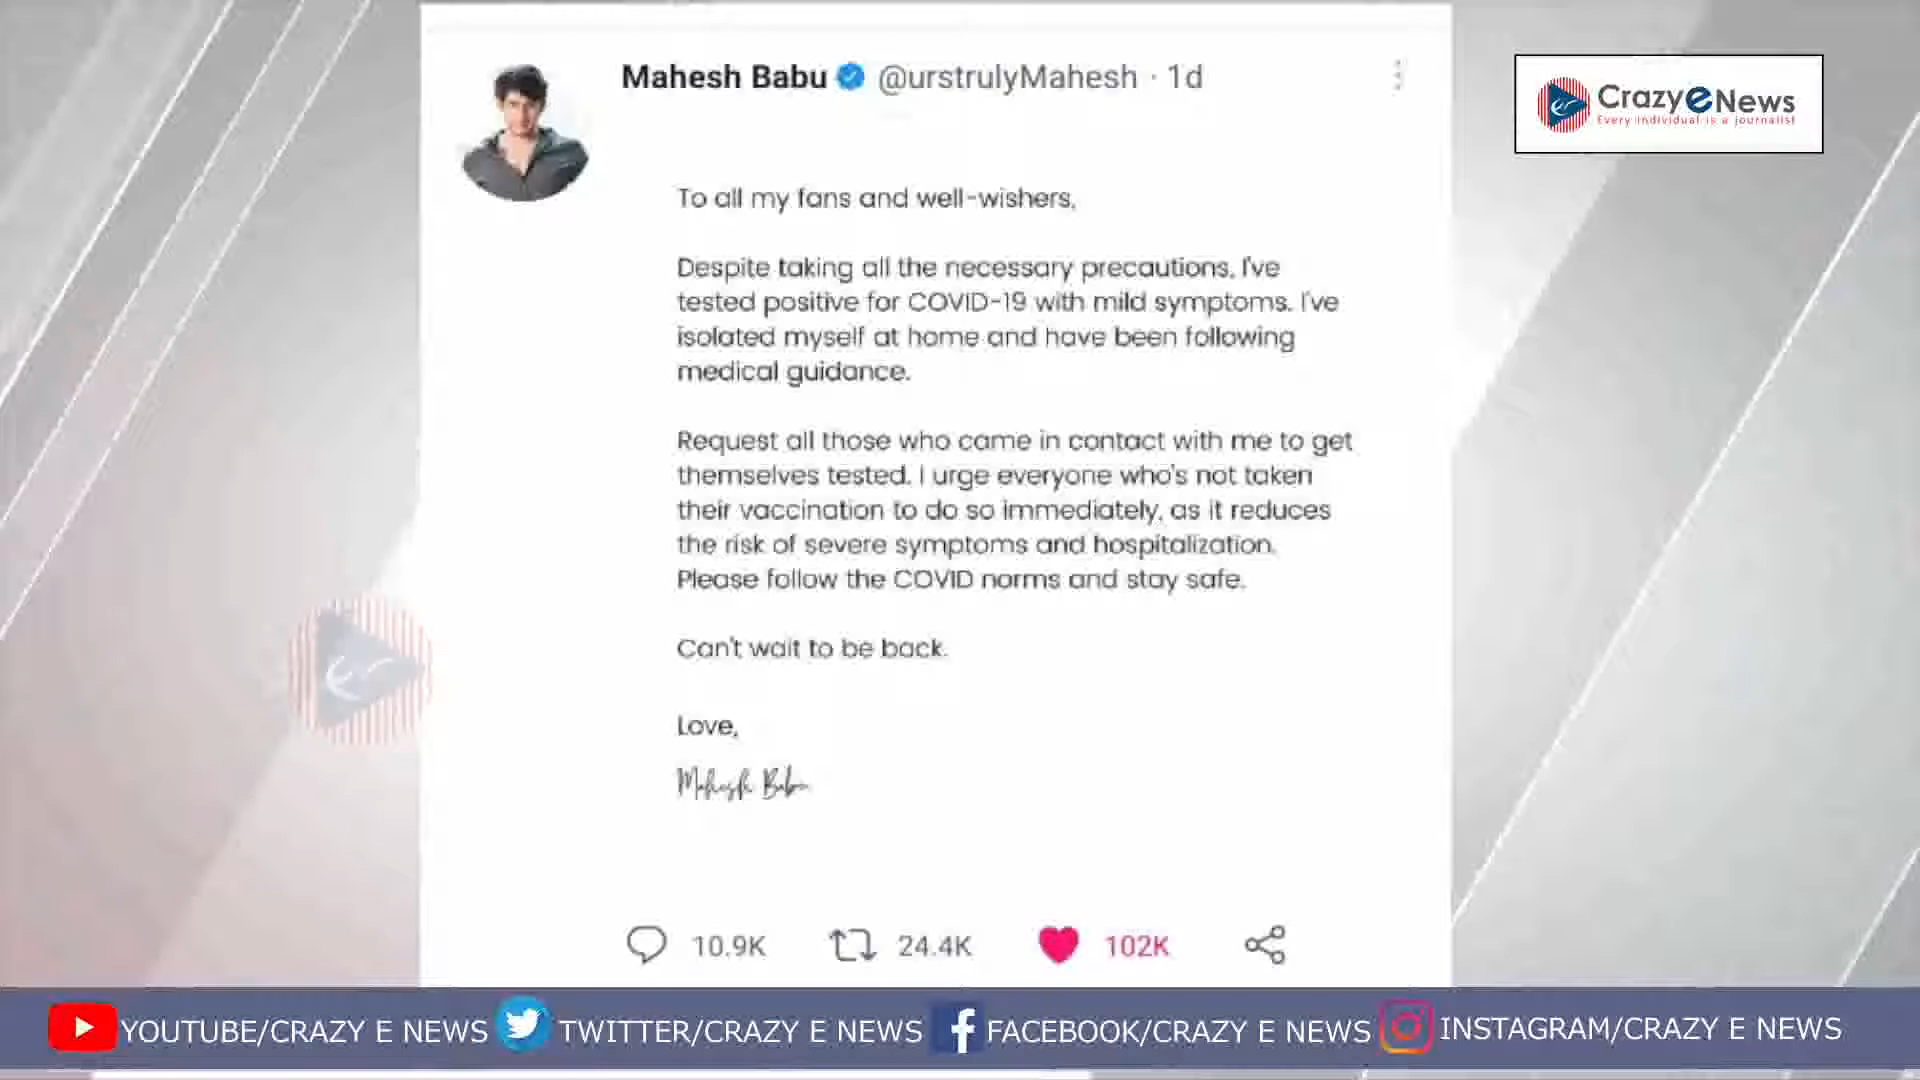 Mahesh Babu @urstrulyMahesh · 1d
Crazy e News
Every individual is a journalist
To all my fans and well-wishers,
Despite taking all the necessary precautions, I've
tested positive for COVID-19 with mild symptoms. I've
isolated myself at home and have been following
medical guidance.
Request all those who came in contact with me to get
themselves tested. I urge everyone who's not taken
their vaccination to do so immediately, as it reduces
the risk of severe symptoms and hospitalization.
Please follow the COVID norms and stay safe.
Can't wait to be back.
Love,
Mahesh Babu
10.9K 24.4K 102K
YOUTUBE/CRAZY E NEWS TWITTER/CRAZY E NEWS FACEBOOK/CRAZY E NEWS INSTAGRAM/CRAZY E NEWS